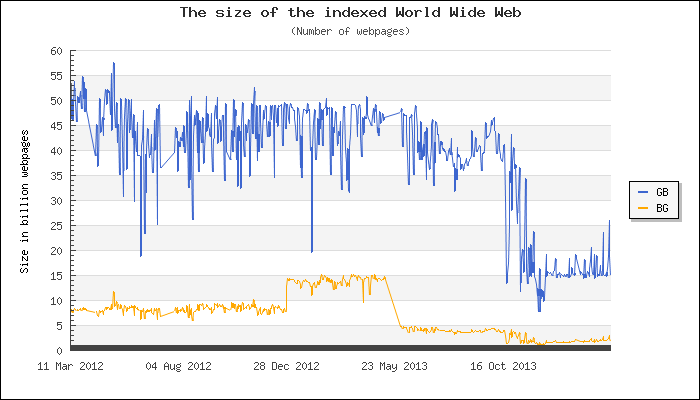 The size of the indexed World Wide Web
(Number of webpages)
Size in billion webpages
60
55
50
45
40
35
30
25
20
15
10
5
0
11 Mar 2012
04 Aug 2012
28 Dec 2012
23 May 2013
16 Oct 2013
GB
BG